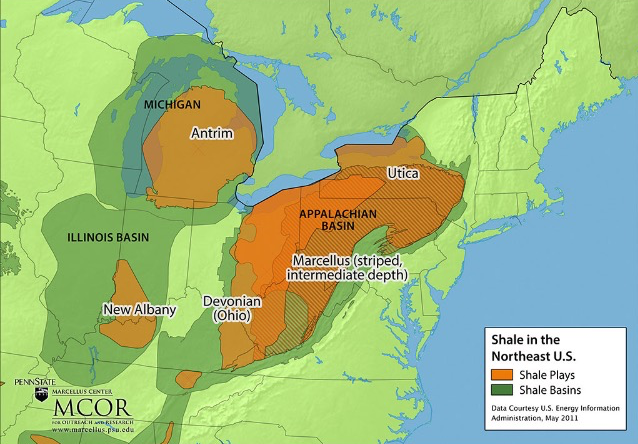 MICHIGAN
Antrim
Utica
APPALACHIAN
BASIN
ILLINOIS BASIN
Marcellus (striped,
intermediate depth)
New Albany
Devonian
(Ohio)
Shale in the
Northeast U.S.
Shale Plays
Shale Basins
Data Courtesy U.S. Energy Information
Administration, May 2011
PENNSTATE
MARCELLUS CENTER
MCOR
FOR OUTREACH AND RESEARCH
www.marcellus.psu.edu